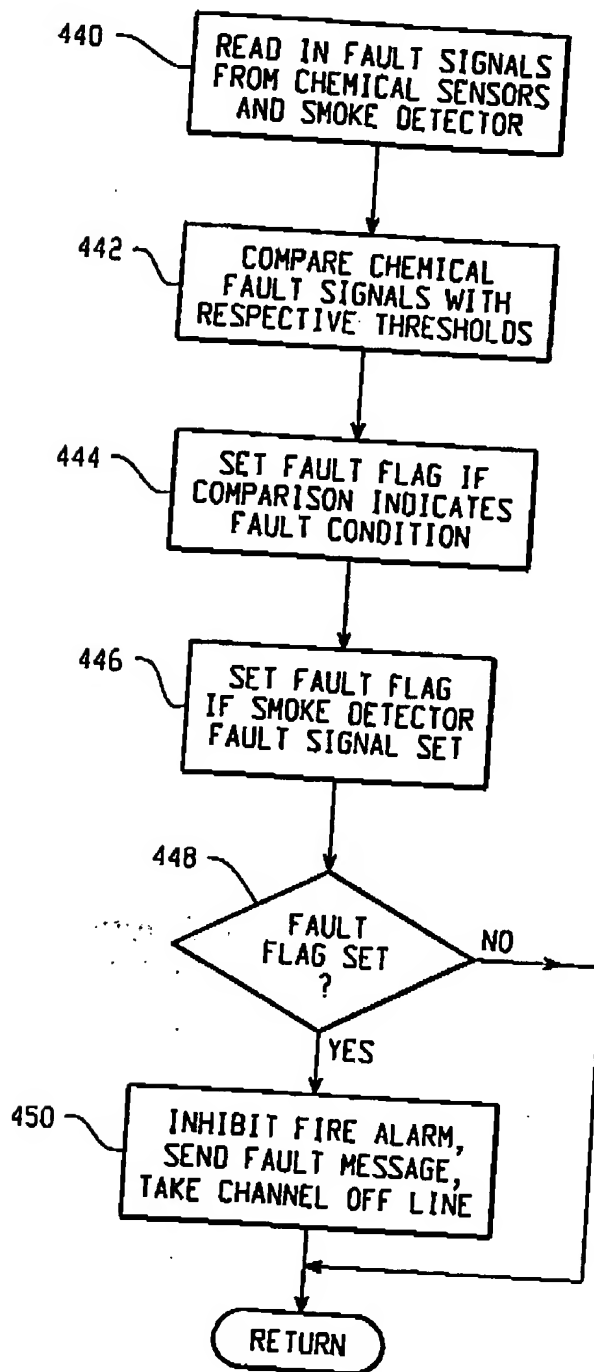 440
READ IN FAULT SIGNALS
FROM CHEMICAL SENSORS
AND SMOKE DETECTOR
442
COMPARE CHEMICAL
FAULT SIGNALS WITH
RESPECTIVE THRESHOLDS
444
SET FAULT FLAG IF
COMPARISON INDICATES
FAULT CONDITION
446
SET FAULT FLAG
IF SMOKE DETECTOR
FAULT SIGNAL SET
448
FAULT
FLAG SET
?
NO
YES
450
INHIBIT FIRE ALARM,
SEND FAULT MESSAGE,
TAKE CHANNEL OFF LINE
RETURN